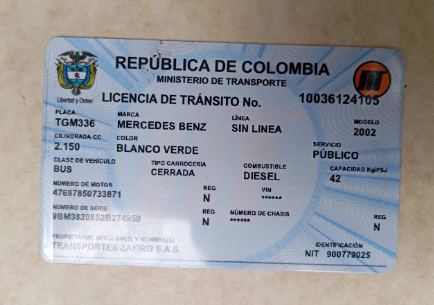 REPÚBLICA DE COLOMBIA
MINISTERIO DE TRANSPORTE
Libertad y Orden
LICENCIA DE TRÁNSITO No. 10036124105
PLACA MARCA LÍNEA MODELO
TGM336 MERCEDES BENZ SIN LINEA 2002
CILINDRADA CC COLOR SERVICIO
2.150 BLANCO VERDE PÚBLICO
CLASE DE VEHÍCULO TIPO CARROCERIA COMBUSTIBLE CAPACIDAD Kg/PSJ
BUS CERRADA DIESEL 42
NÚMERO DE MOTOR REG VIN
47697850733871 N ******
NÚMERO DE SERIE REG NÚMERO DE CHASIS REG
9BM3820852B274959 N ****** N
PROPIETARIO: APELLIDO(S) Y NOMBRE(S) IDENTIFICACIÓN
TRANSPORTES ZAFIRO S.A.S. NIT 900779025